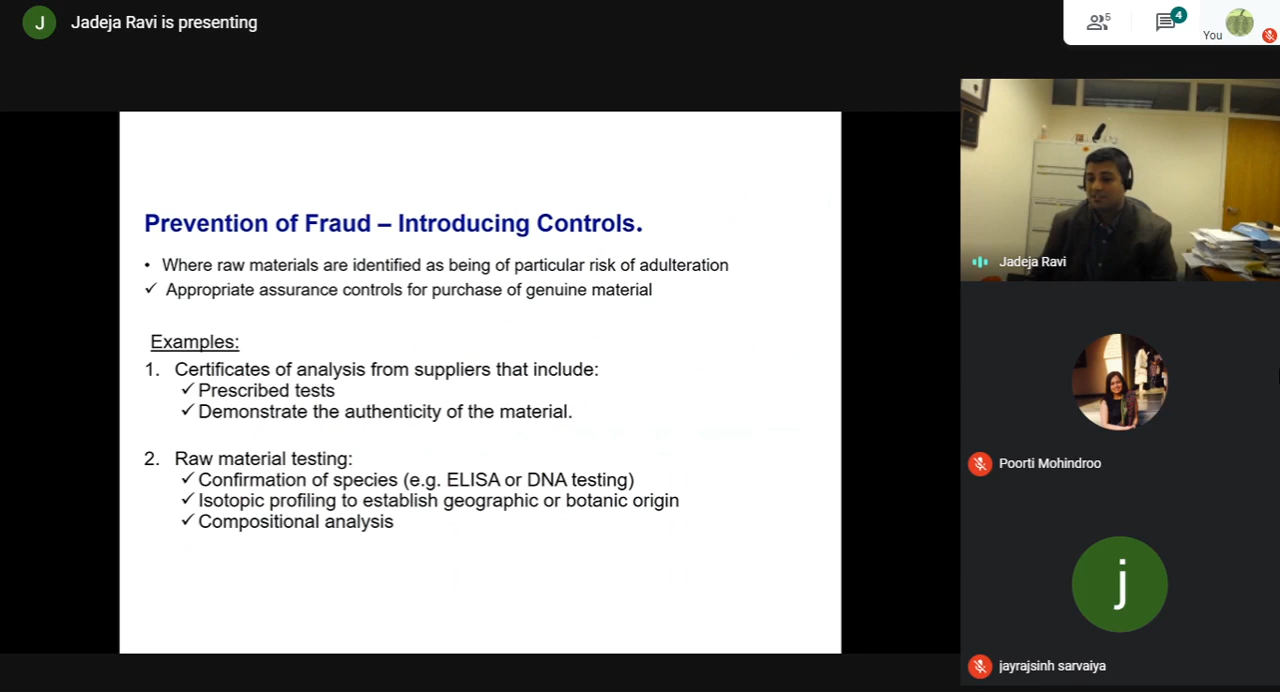 J Jadeja Ravi is presenting
5
4
You
Prevention of Fraud – Introducing Controls.
• Where raw materials are identified as being of particular risk of adulteration
✓ Appropriate assurance controls for purchase of genuine material
Examples:
1. Certificates of analysis from suppliers that include:
✓ Prescribed tests
✓ Demonstrate the authenticity of the material.
2. Raw material testing:
✓ Confirmation of species (e.g. ELISA or DNA testing)
✓ Isotopic profiling to establish geographic or botanic origin
✓ Compositional analysis
Jadeja Ravi
Poorti Mohindroo
j
jayrajsinh sarvaiya